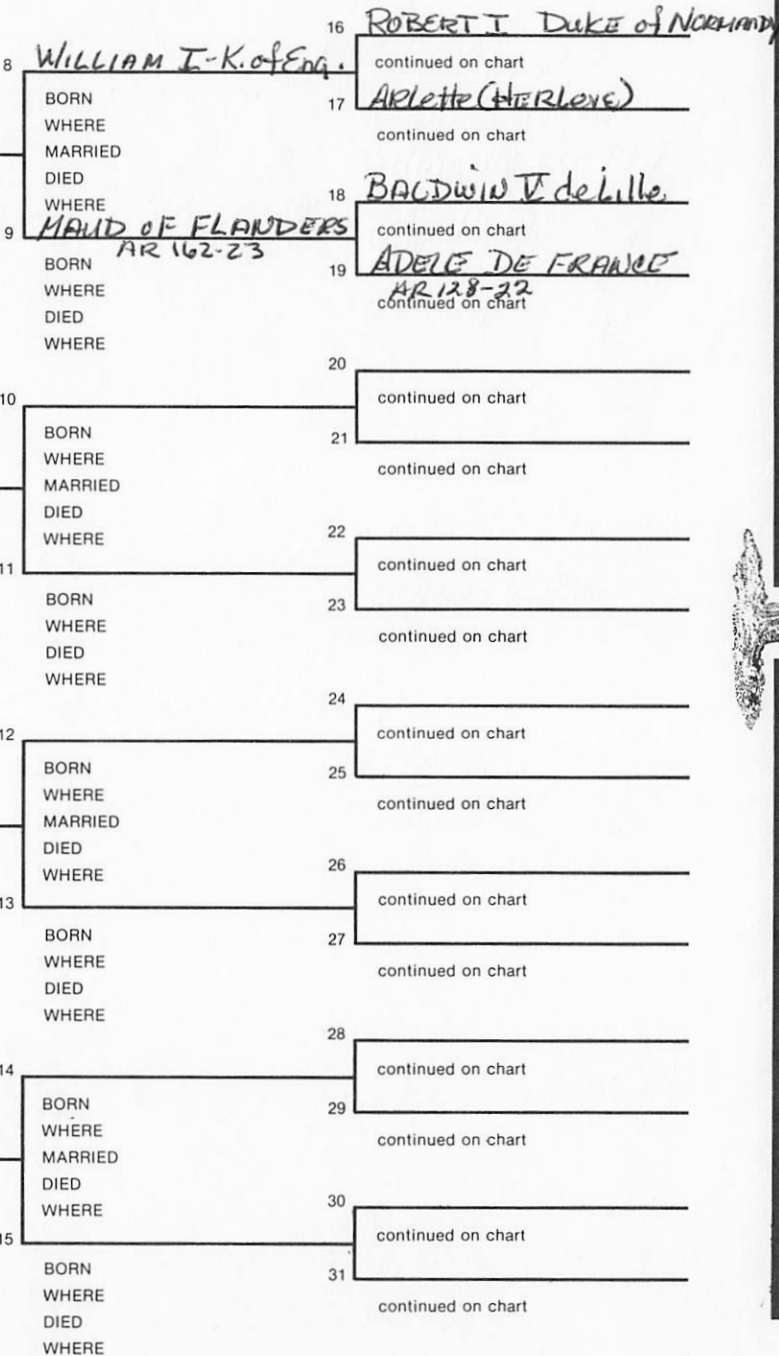 16 ROBERT I DUKE of NORMANDY
8 WILLIAM I-K. of Eng.
continued on chart
BORN
17 ARlette (HERLEVE)
WHERE
continued on chart
MARRIED
DIED
WHERE
18 BALDWIN V de Lille
9 MAUD OF FLANDERS
continued on chart
AR 162-23
BORN
19 ADELE DE FRANCE
AR 128-22
WHERE
continued on chart
DIED
WHERE
20
continued on chart
10
BORN
21
WHERE
continued on chart
MARRIED
DIED
WHERE
22
continued on chart
11
BORN
23
WHERE
continued on chart
DIED
WHERE
24
continued on chart
12
BORN
25
WHERE
continued on chart
MARRIED
DIED
WHERE
26
continued on chart
13
BORN
27
WHERE
continued on chart
DIED
WHERE
28
continued on chart
14
BORN
29
WHERE
continued on chart
MARRIED
DIED
WHERE
30
continued on chart
15
BORN
31
WHERE
continued on chart
DIED
WHERE